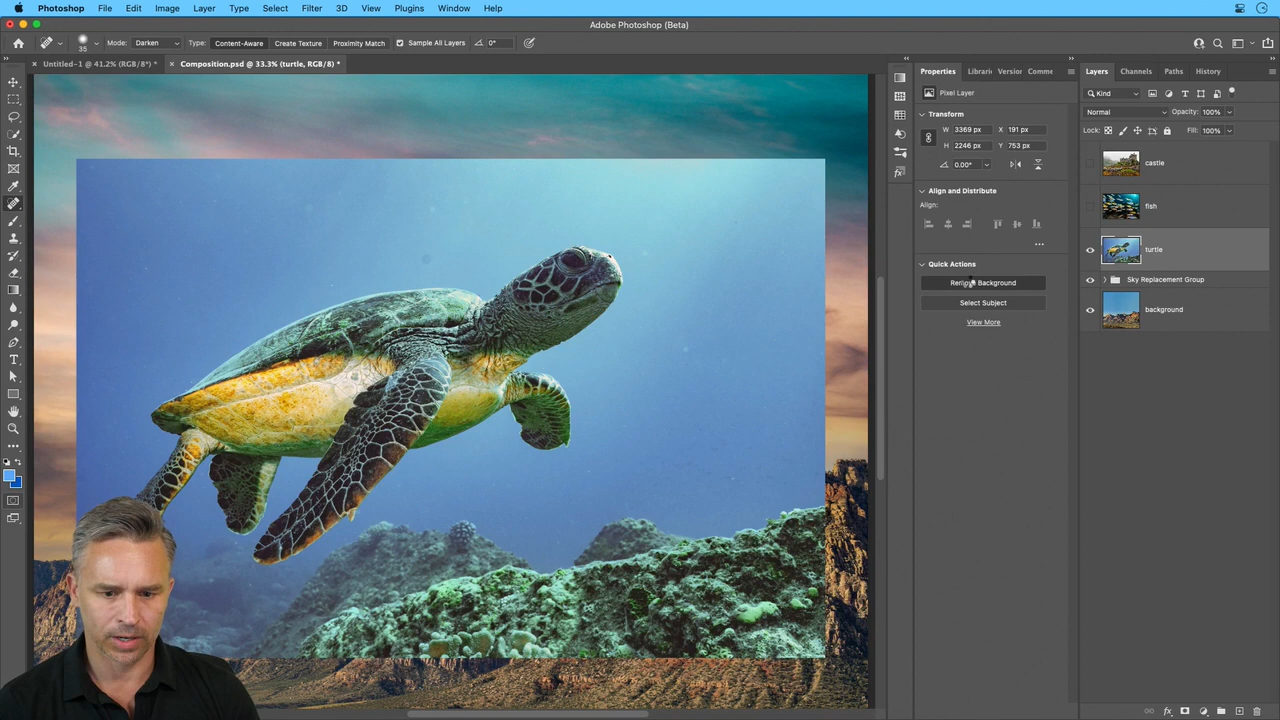 Photoshop File Edit Image Layer Type Select Filter 3D View Plugins Window Help
Adobe Photoshop (Beta)
35 Mode: Darken Type: Content-Aware Create Texture Proximity Match Sample All Layers 0°
Untitled-1 @ 41.2% (RGB/8*) * Composition.psd @ 33.3% (turtle, RGB/8) *
Properties Librari Version Comme
Pixel Layer
Transform
W 3369 px X 191 px
H 2246 px Y 753 px
0.00°
Align and Distribute
Align:
Quick Actions
Remove Background
Select Subject
View More
Layers Channels Paths History
Kind
Normal Opacity: 100%
Lock: Fill: 100%
castle
fish
turtle
Sky Replacement Group
background